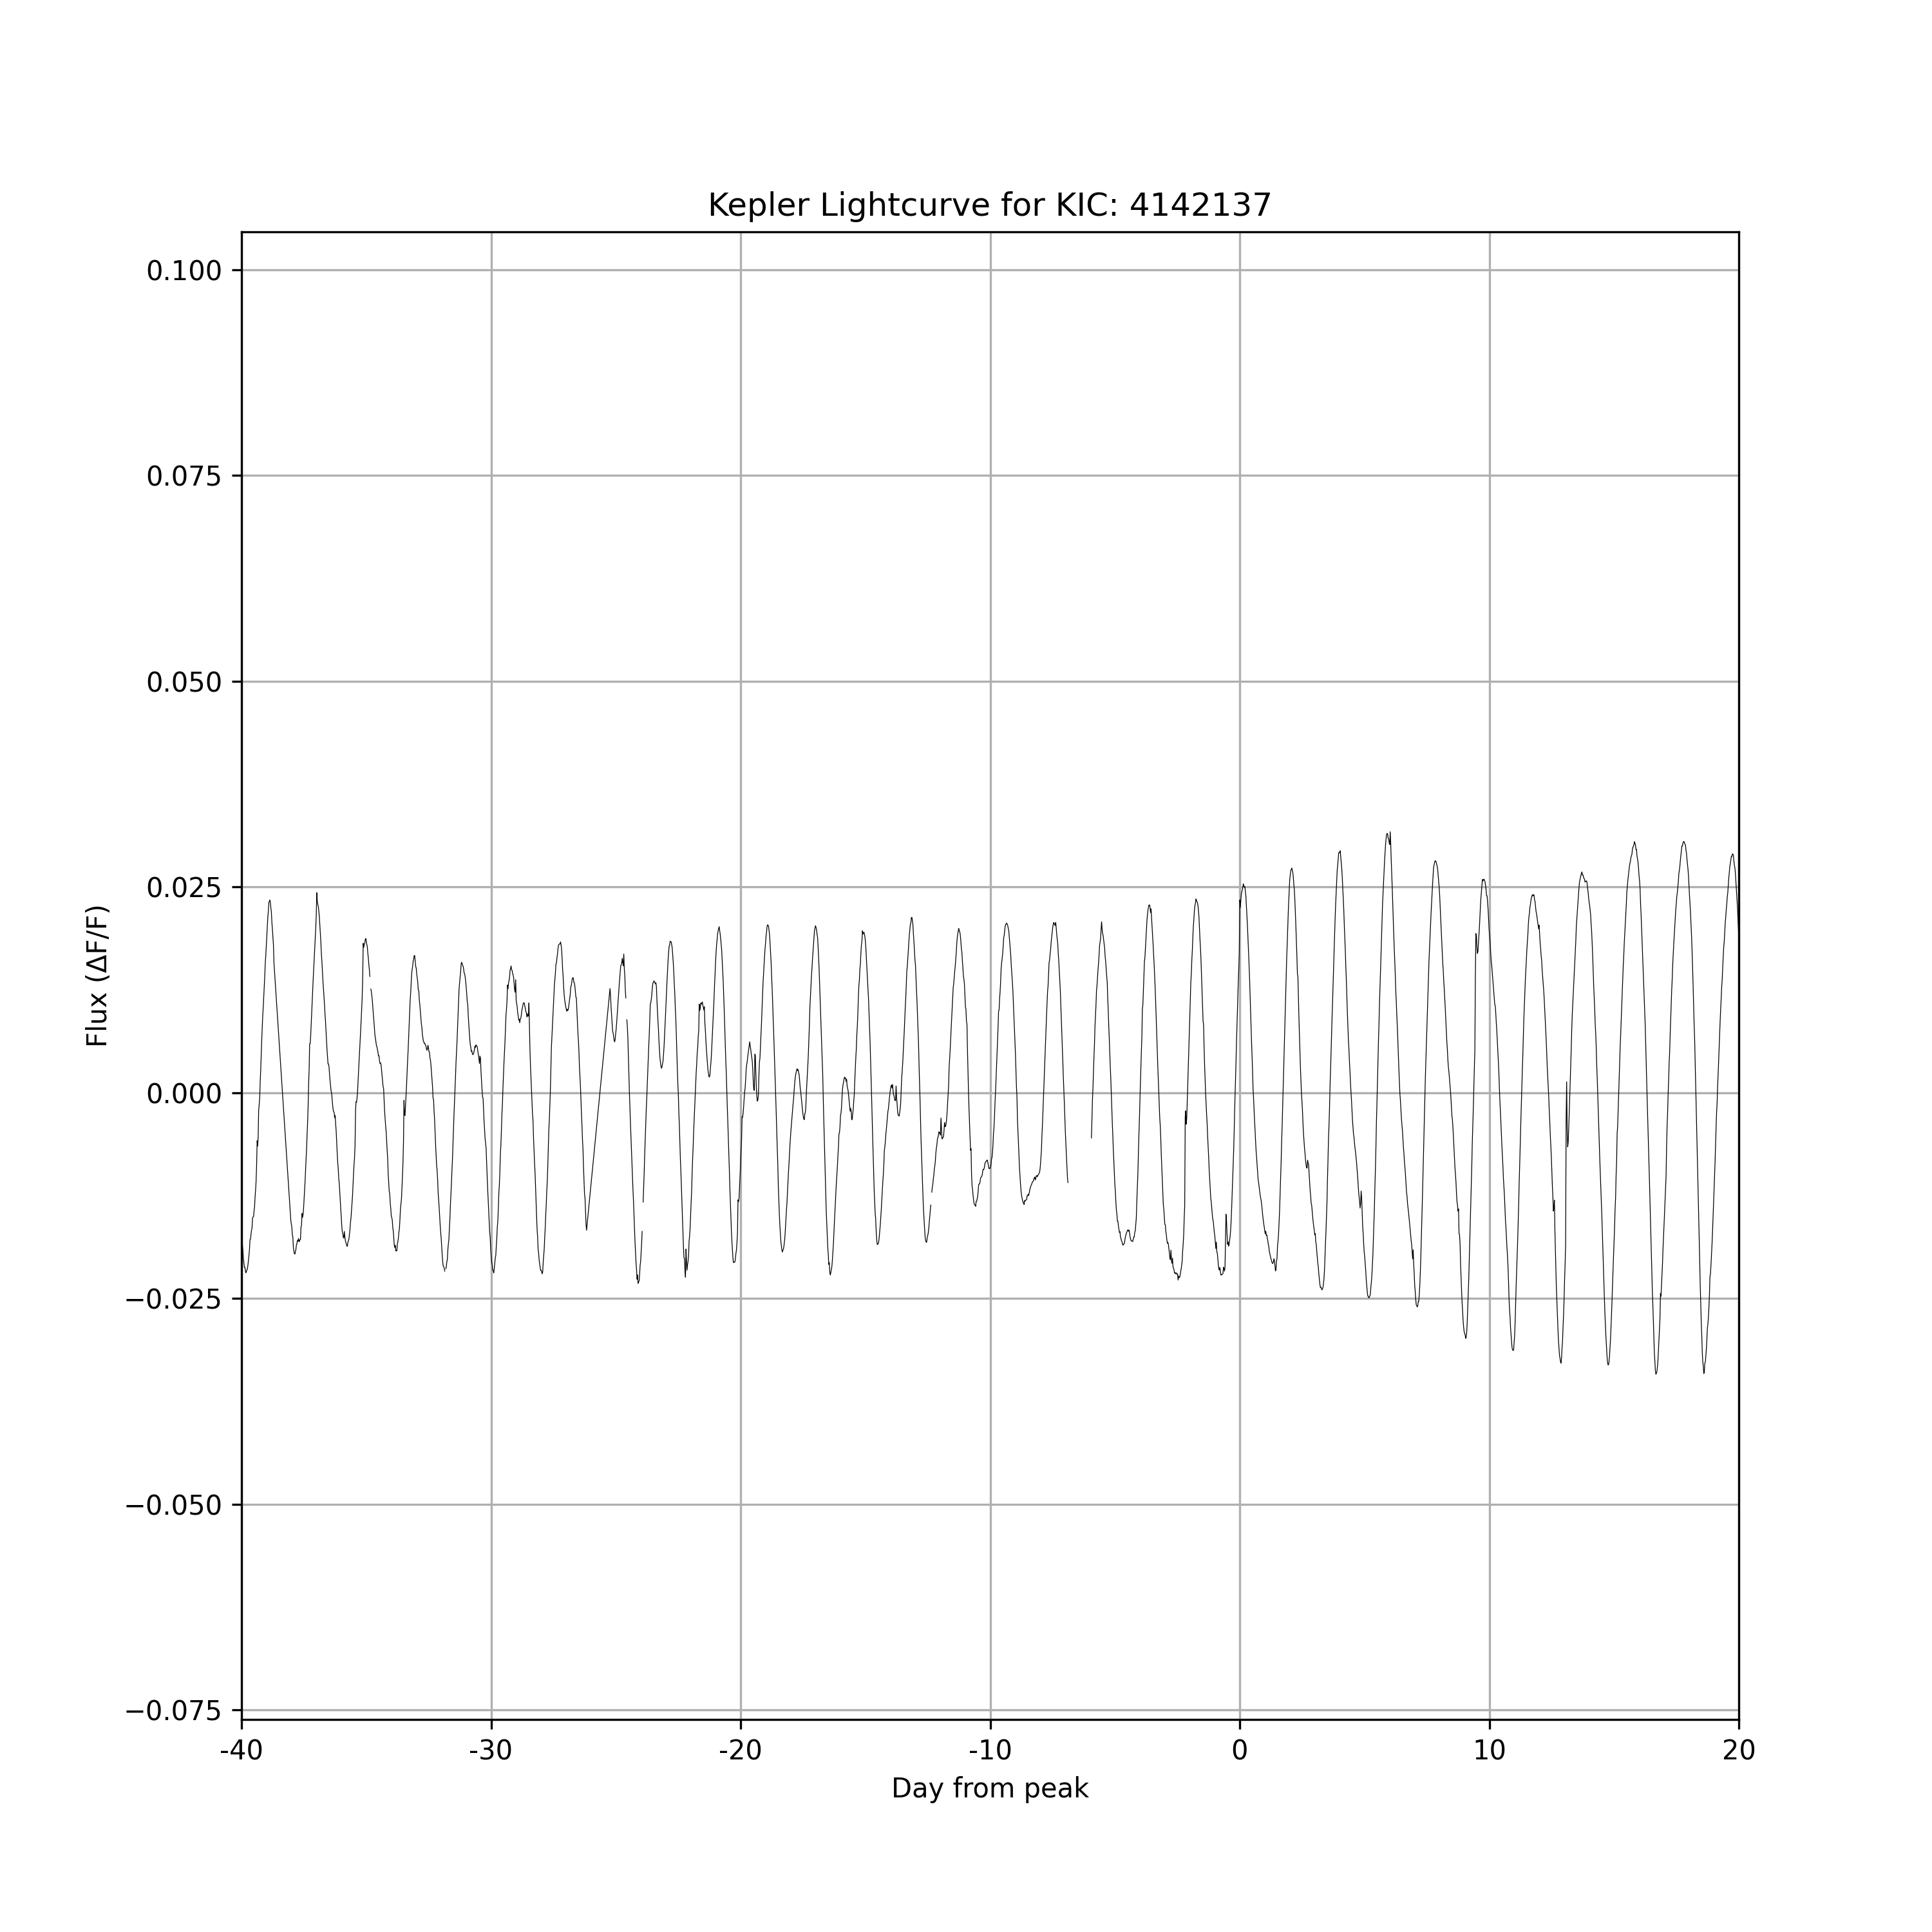 Kepler Lightcurve for KIC: 4142137
0.100
0.075
0.050
0.025
0.000
−0.025
−0.050
−0.075
Flux (ΔF/F)
-40 -30 -20 -10 0 10 20
Day from peak